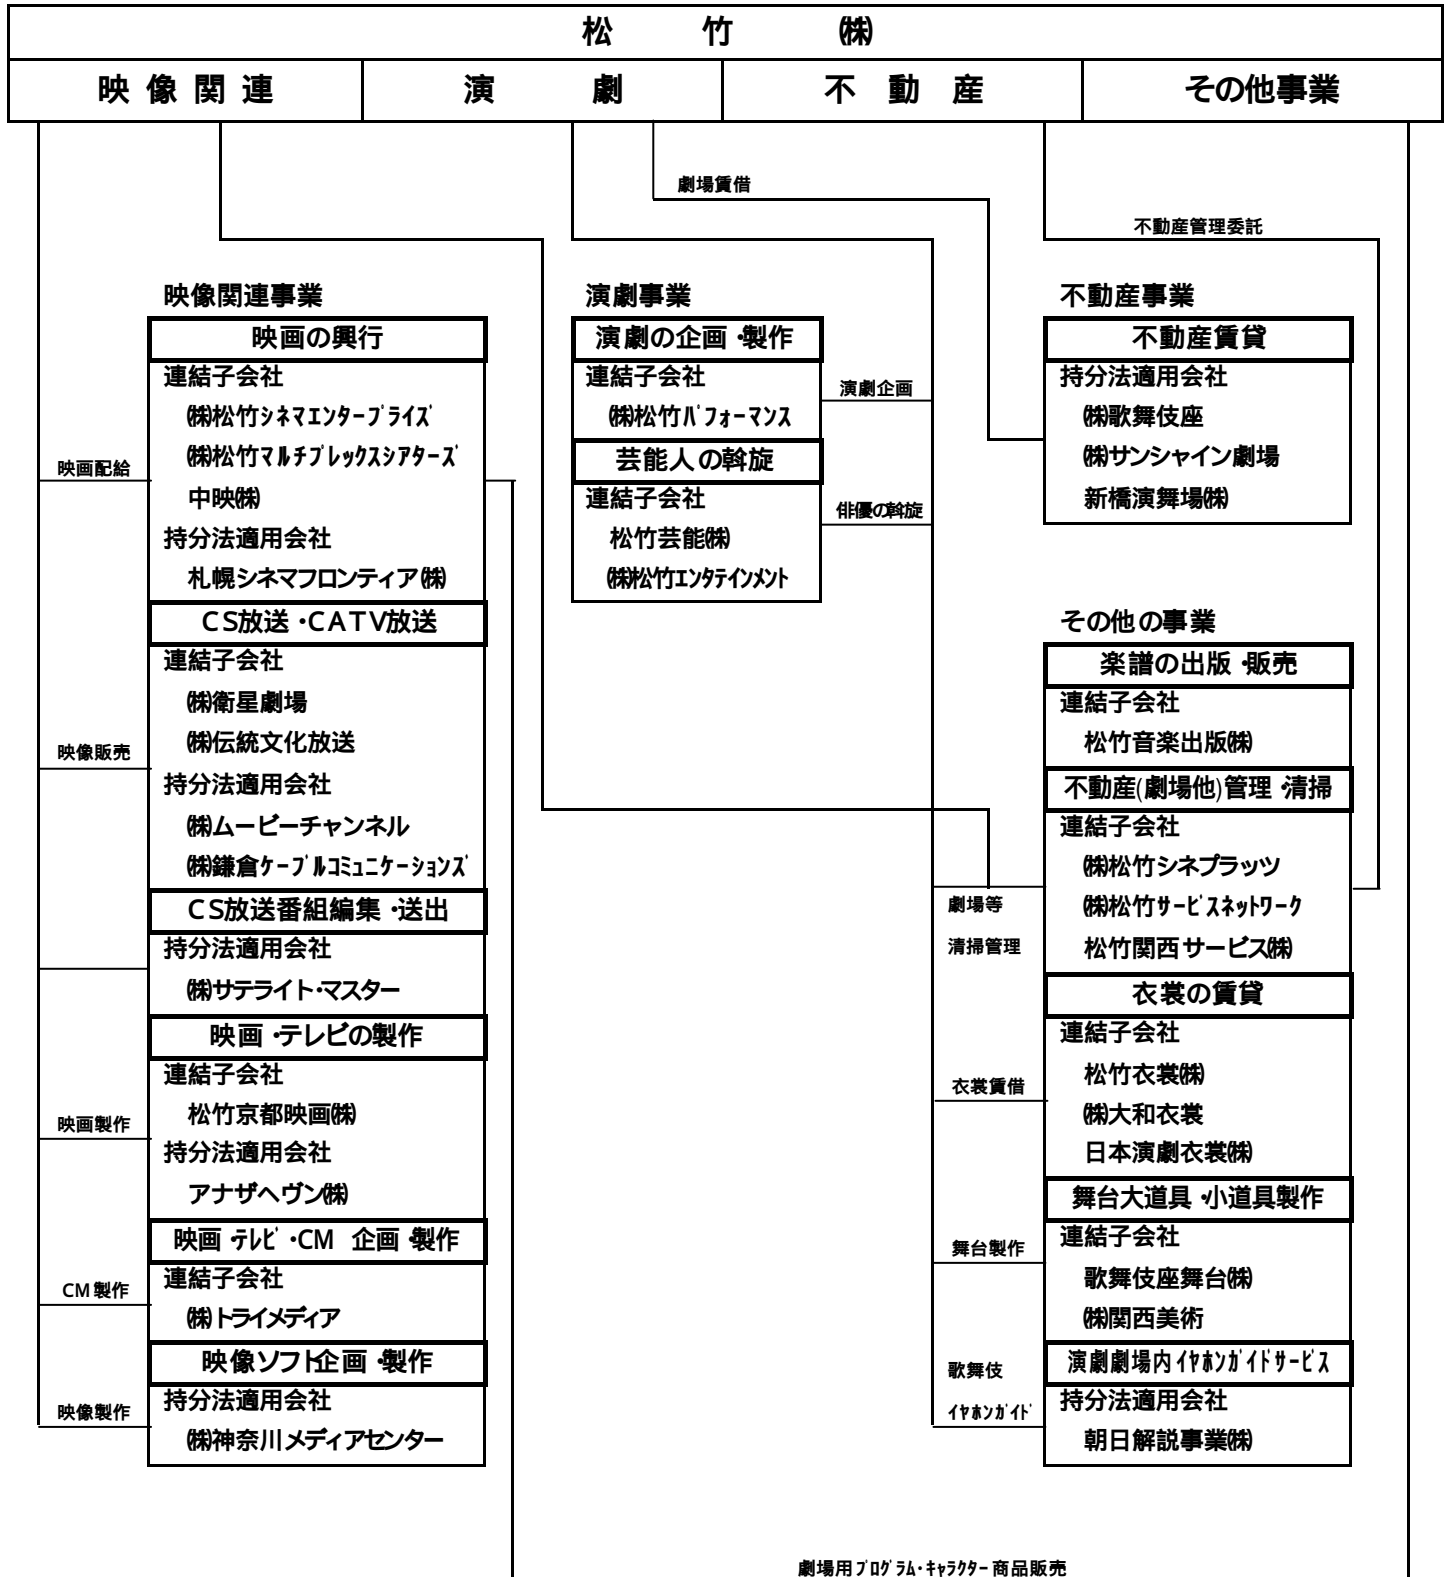 松竹㈱
映像関連 演劇 不動産 その他事業
劇場賃借
不動産管理委託
映像関連事業
映画の興行
連結子会社
㈱松竹ｼﾈﾏｴﾝﾀｰﾌﾟﾗｲｽﾞ
㈱松竹ﾏﾙﾁﾌﾟﾚｯｸｽｼｱﾀｰｽﾞ
中映㈱
持分法適用会社
札幌シネマフロンティア㈱
映画配給
ＣＳ放送・ＣＡＴＶ放送
連結子会社
㈱衛星劇場
㈱伝統文化放送
持分法適用会社
㈱ムービーチャンネル
㈱鎌倉ｹｰﾌﾞﾙｺﾐｭﾆｹｰｼｮﾝｽﾞ
映像販売
ＣＳ放送番組編集・送出
持分法適用会社
㈱サテライト・マスター
映画・テレビの製作
連結子会社
松竹京都映画㈱
持分法適用会社
アナザヘヴン㈱
映画製作
映画・ﾃﾚﾋﾞ・CM 企画・製作
連結子会社
㈱トライメディア
CM製作
映像ソフト企画・製作
持分法適用会社
㈱神奈川メディアセンター
映像製作
演劇事業
演劇の企画・製作
連結子会社
㈱松竹ﾊﾟﾌｫｰﾏﾝｽ
演劇企画
芸能人の斡旋
連結子会社
松竹芸能㈱
㈱松竹ｴﾝﾀﾃｲﾝﾒﾝﾄ
俳優の斡旋
不動産事業
不動産賃貸
持分法適用会社
㈱歌舞伎座
㈱サンシャイン劇場
新橋演舞場㈱
その他の事業
楽譜の出版・販売
連結子会社
松竹音楽出版㈱
不動産(劇場他)管理・清掃
連結子会社
㈱松竹シネプラッツ
㈱松竹ｻｰﾋﾞｽﾈｯﾄﾜｰｸ
松竹関西サービス㈱
劇場等
清掃管理
衣裳の賃貸
連結子会社
松竹衣裳㈱
㈱大和衣裳
日本演劇衣裳㈱
衣裳賃借
舞台大道具・小道具製作
連結子会社
歌舞伎座舞台㈱
㈱関西美術
舞台製作
演劇劇場内ｲﾔﾎﾝｶﾞｲﾄﾞｻｰﾋﾞｽ
持分法適用会社
朝日解説事業㈱
歌舞伎
ｲﾔﾎﾝｶﾞｲﾄﾞ
劇場用ﾌﾟﾛｸﾞﾗﾑ・ｷｬﾗｸﾀｰ商品販売